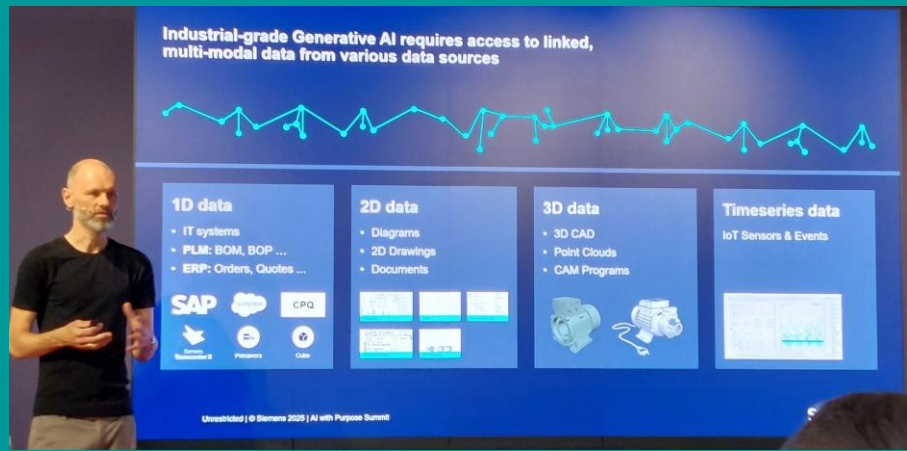 Industrial-grade Generative AI requires access to linked,
multi-modal data from various data sources
1D data
• IT systems
• PLM: BOM, BOP ...
• ERP: Orders, Quotes ...
SAP
CPQ
Siemens
Teamcenter X
Primavera
2D data
• Diagrams
• 2D Drawings
• Documents
3D data
• 3D CAD
• Point Clouds
• CAM Programs
Timeseries data
IoT Sensors & Events
Unrestricted | © Siemens 2025 | AI with Purpose Summit